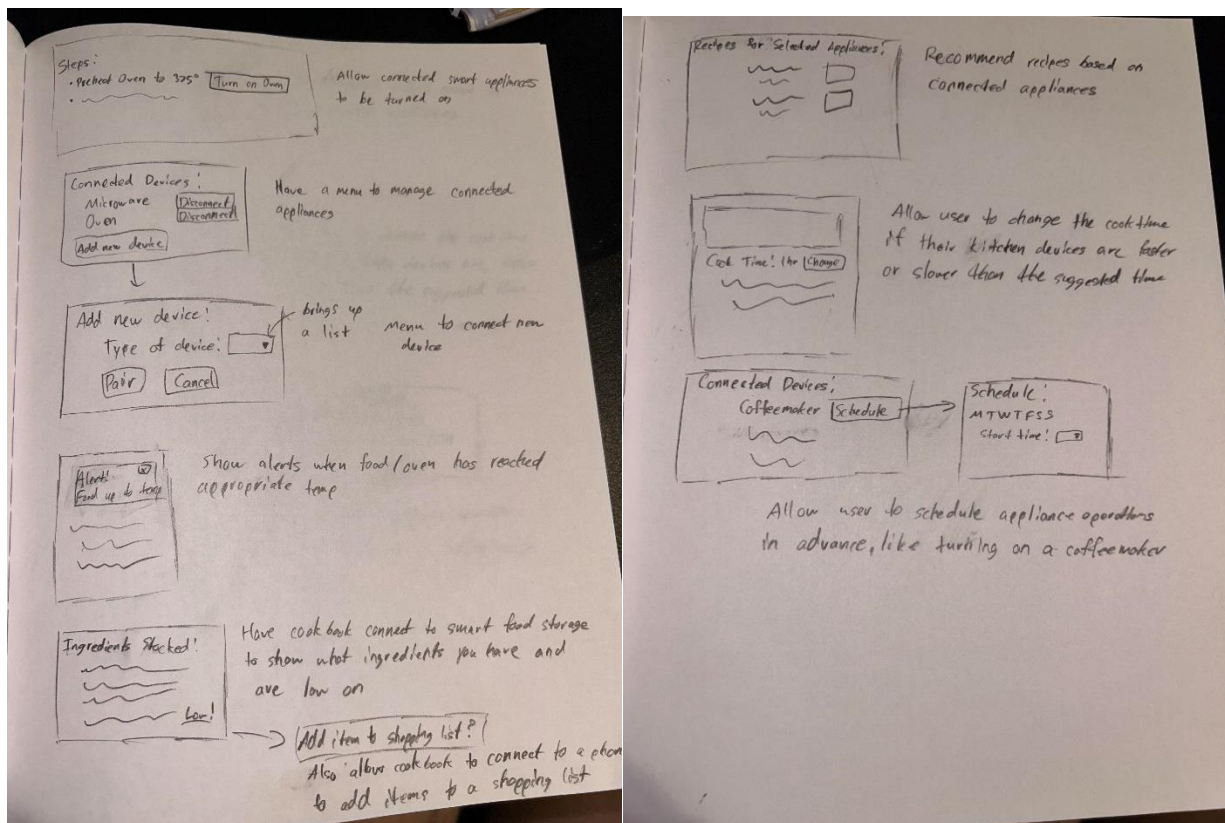 Steps:
• Preheat Oven to 325° Turn on Oven
•
Allow connected smart appliances
to be turned on
Connected Devices:
Microwave Disconnect
Oven Disconnect
Add new device
Have a menu to manage connected
appliances
Add new device:
Type of device:
Pair Cancel
brings up
a list
Menu to connect new
device
Alert! x
Food up to temp
Show alerts when food/oven has reached
appropriate temp
Ingredients Stocked:
Low!
Have cookbook connect to smart food storage
to show what ingredients you have and
are low on
Add item to shopping list?
Also allow cookbook to connect to a phon
to add items to a shopping list
Recipes for Selected Appliances:
Recommend recipes based on
connected appliances
Cook Time: 1hr Change
Allow user to change the cook time
if their kitchen devices are faster
or slower than the suggested time
Connected Devices:
Coffeemaker Schedule
Schedule:
M T W T F S S
Start time:
Allow user to schedule appliance operations
in advance, like turning on a coffeemaker